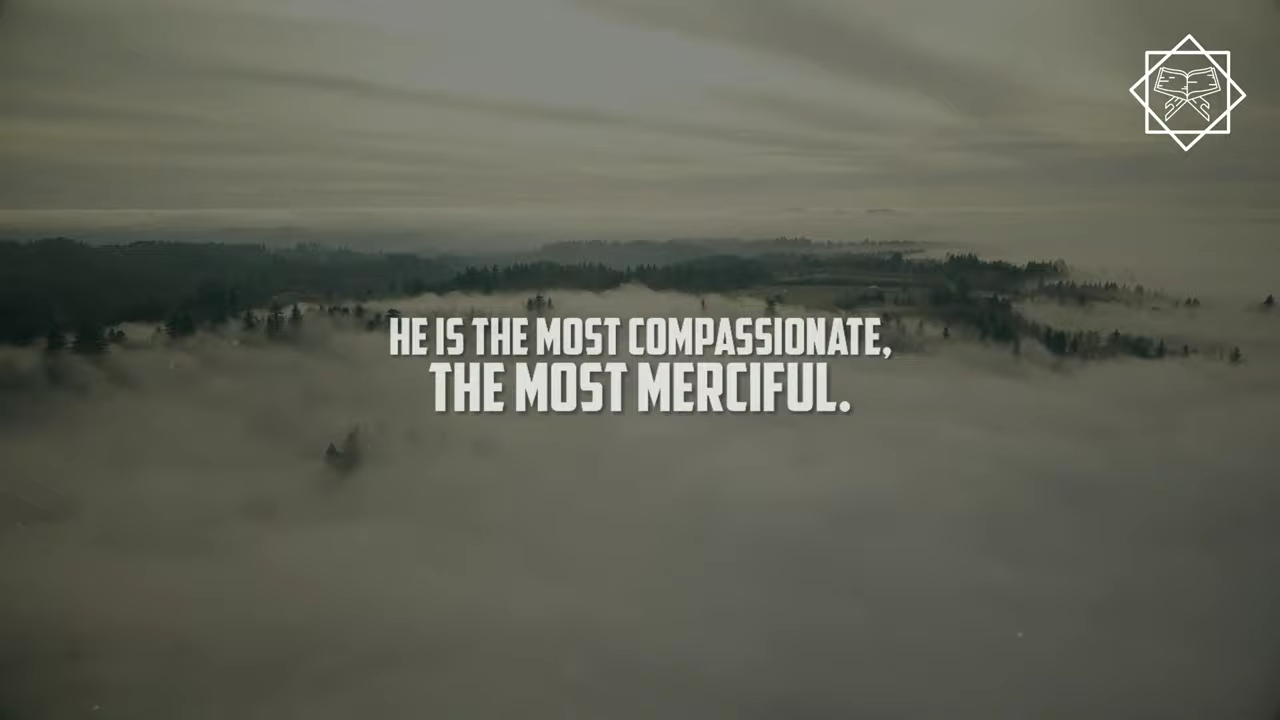 HE IS THE MOST COMPASSIONATE,
THE MOST MERCIFUL.